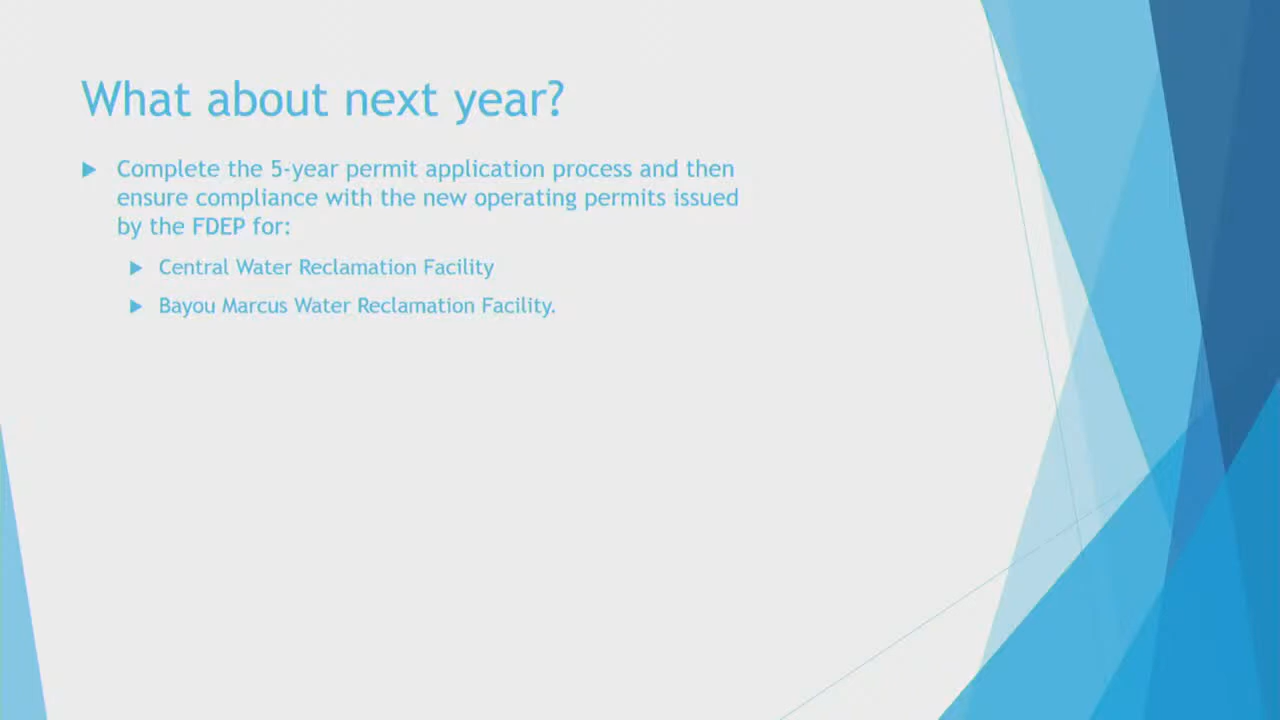 What about next year?
Complete the 5-year permit application process and then
ensure compliance with the new operating permits issued
by the FDEP for:
Central Water Reclamation Facility
Bayou Marcus Water Reclamation Facility.